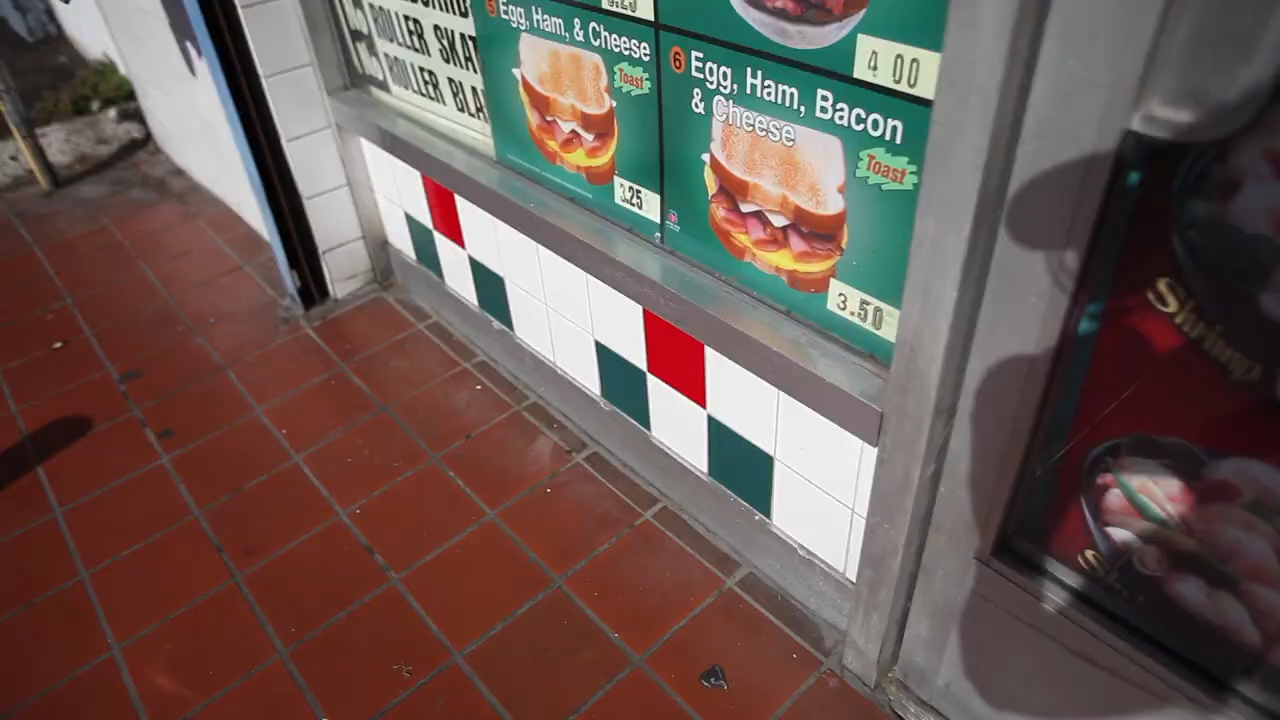 ROLLER SKA
ROLLER BLA
5 Egg, Ham, & Cheese
Toast
3.25
4 00
6 Egg, Ham, Bacon
& Cheese
Toast
3.50
Shrimp